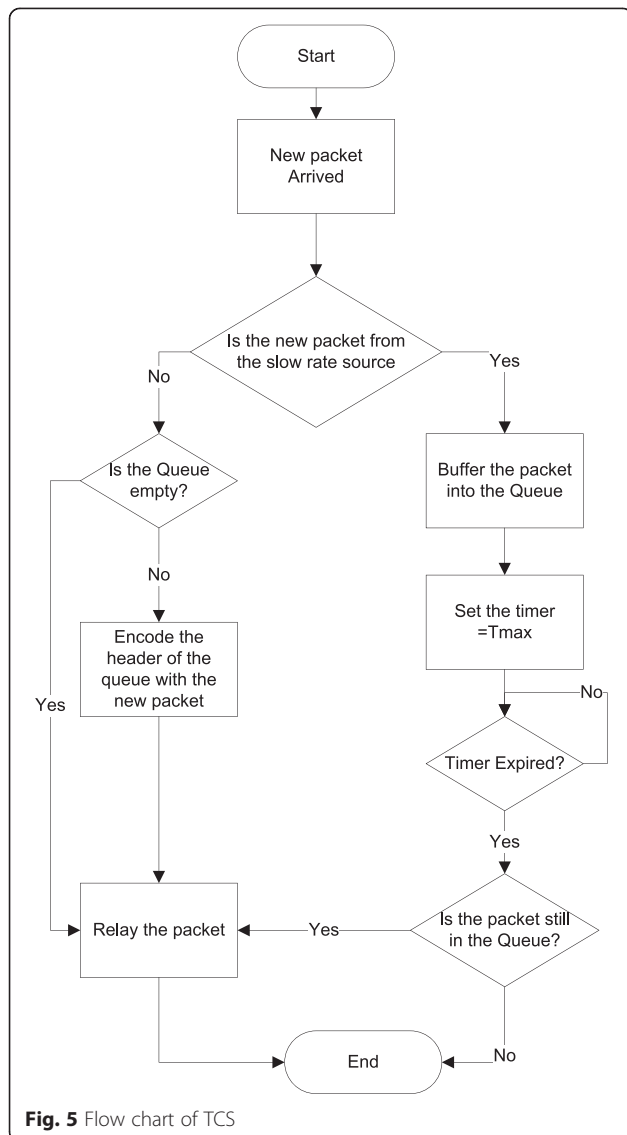 Start
New packet
Arrived
Is the new packet from
the slow rate source
No
Yes
Is the Queue
empty?
Buffer the packet
into the Queue
No
Set the timer
=Tmax
Encode the
header of the
queue with the
new packet
No
Yes
Timer Expired?
Yes
Relay the packet
Yes
Is the packet still
in the Queue?
No
End
Fig. 5 Flow chart of TCS